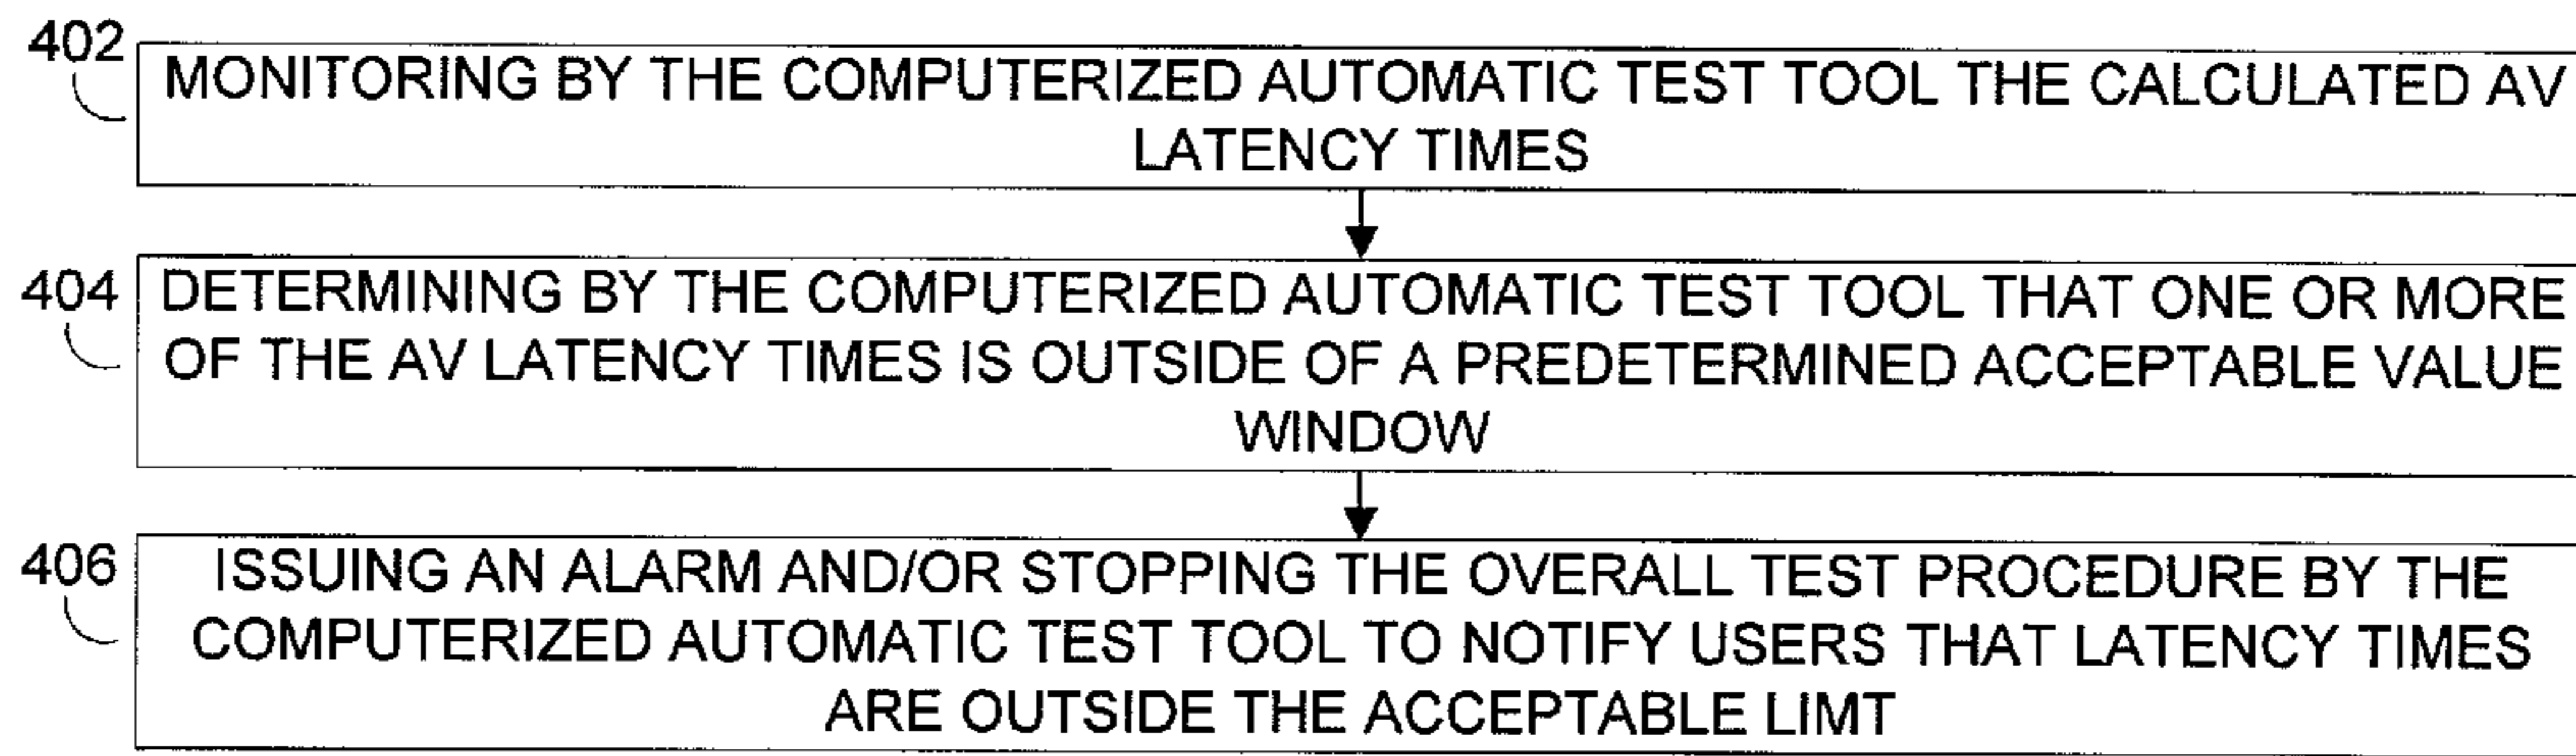 402
MONITORING BY THE COMPUTERIZED AUTOMATIC TEST TOOL THE CALCULATED AV
LATENCY TIMES
404
DETERMINING BY THE COMPUTERIZED AUTOMATIC TEST TOOL THAT ONE OR MORE
OF THE AV LATENCY TIMES IS OUTSIDE OF A PREDETERMINED ACCEPTABLE VALUE
WINDOW
406
ISSUING AN ALARM AND/OR STOPPING THE OVERALL TEST PROCEDURE BY THE
COMPUTERIZED AUTOMATIC TEST TOOL TO NOTIFY USERS THAT LATENCY TIMES
ARE OUTSIDE THE ACCEPTABLE LIMT